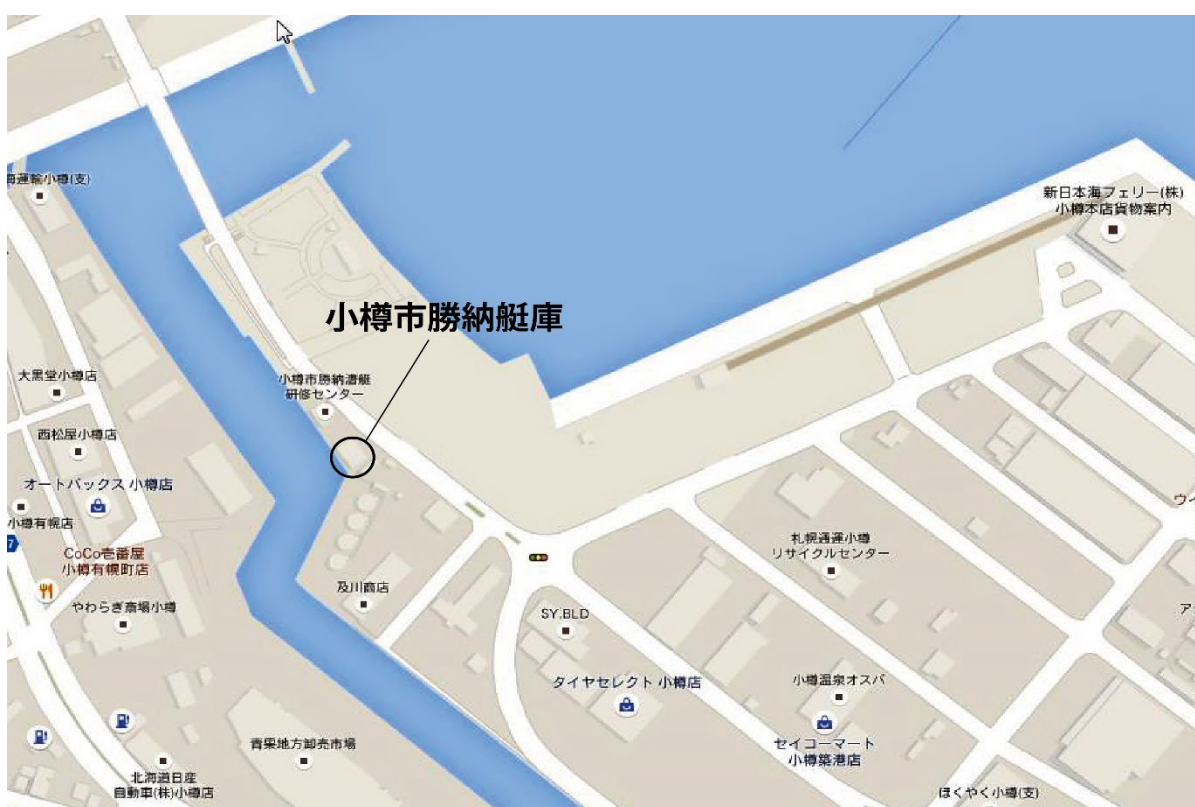 海運輸小樽(支)
新日本海フェリー(株)
小樽本店貨物案内
小樽市勝納艇庫
大黒堂小樽店
小樽市勝納漕艇
研修センター
西松屋小樽店
オートバックス 小樽店
小樽有幌店
7
CoCo壱番屋
小樽有幌町店
やわらぎ斎場小樽
及川商店
札幌通運小樽
リサイクルセンター
SY.BLD
タイヤセレクト 小樽店
小樽温泉オスパ
セイコーマート
小樽築港店
青果地方卸売市場
北海道日産
自動車(株)小樽店
ほくやく小樽(支)
ウイ
ア